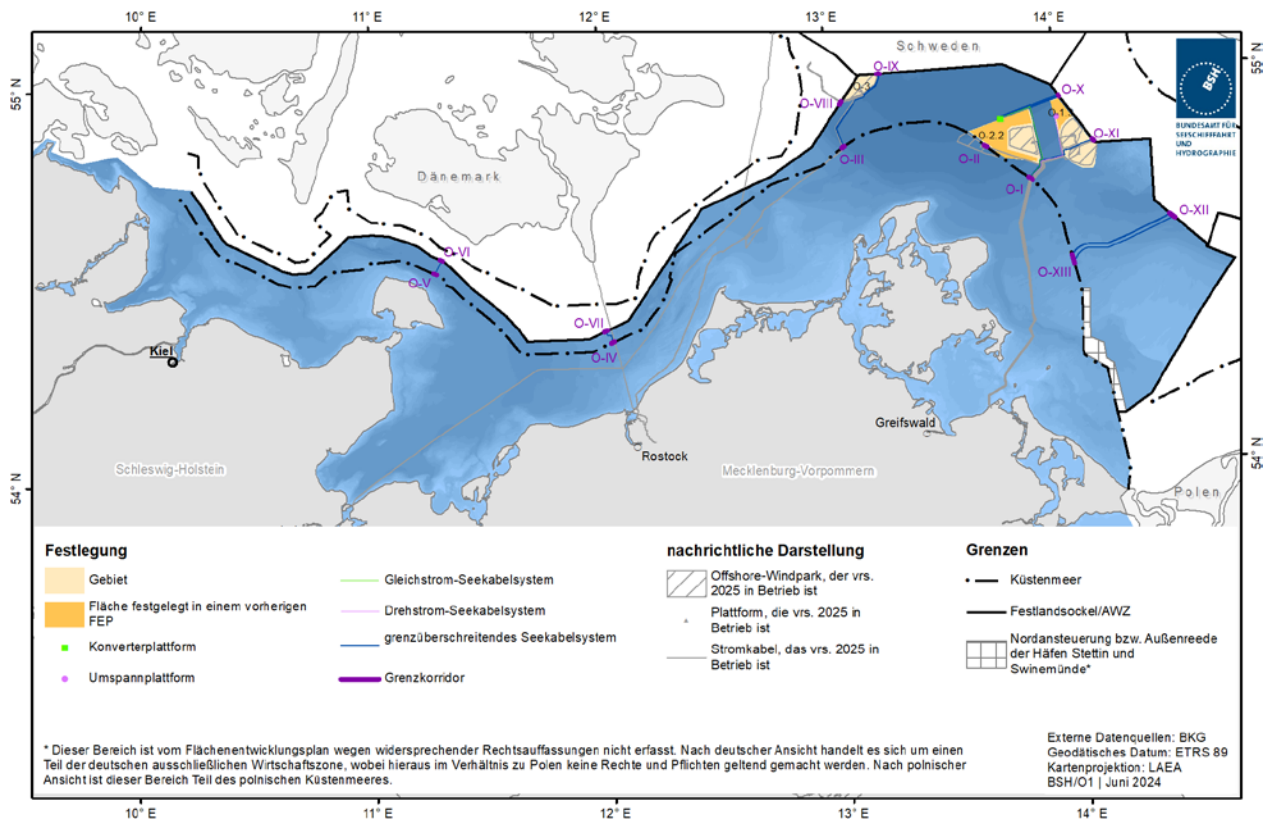 10° E
11° E
12° E
13° E
14° E
55° N
55° N
54° N
54° N
Schweden
BSH
BUNDESAMT FÜR
SEESCHIFFFAHRT
UND
HYDROGRAPHIE
O-IX
O-3
O-VIII
O-X
O-1.
O-XI
O-2.2
O-II
O-III
O-I
Dänemark
O-XII
O-VI
O-V
O-XIII
O-VII
O-IV
Kiel
Greifswald
Rostock
Schleswig-Holstein
Mecklenburg-Vorpommern
Polen
Festlegung
Gebiet
Fläche festgelegt in einem vorherigen
FEP
Konverterplattform
Umspannplattform
Gleichstrom-Seekabelsystem
Drehstrom-Seekabelsystem
grenzüberschreitendes Seekabelsystem
Grenzkorridor
nachrichtliche Darstellung
Offshore-Windpark, der vrs.
2025 in Betrieb ist
Plattform, die vrs. 2025 in
Betrieb ist
Stromkabel, das vrs. 2025 in
Betrieb ist
Grenzen
Küstenmeer
Festlandsockel/AWZ
Nordansteuerung bzw. Außenreede
der Häfen Stettin und
Swinemünde*
* Dieser Bereich ist vom Flächenentwicklungsplan wegen widersprechender Rechtsauffassungen nicht erfasst. Nach deutscher Ansicht handelt es sich um einen
Teil der deutschen ausschließlichen Wirtschaftszone, wobei hieraus im Verhältnis zu Polen keine Rechte und Pflichten geltend gemacht werden. Nach polnischer
Ansicht ist dieser Bereich Teil des polnischen Küstenmeeres.
Externe Datenquellen: BKG
Geodätisches Datum: ETRS 89
Kartenprojektion: LAEA
BSH/O1 | Juni 2024
10° E
11° E
12° E
13° E
14° E